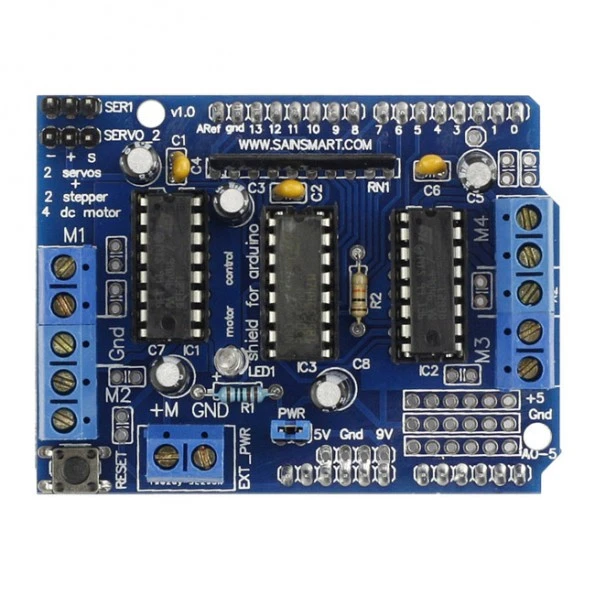 SER1
v1.0
SERVO_2
ARef gnd 13 12 11 10 9 8 7 6 5 4 3 1 0
WWW.SAINSMART.COM
- + s
2 servos
+
2 stepper
4 dc motor
C1
C4
C3
C2
RN1
C6
C5
M1
M4
Gnd
motor control
shield for arduino
R2
M3
C7
IC1
IC3
C8
IC2
LED1
M2
+M GND
+
R1
PWR
+5
Gnd
5V Gnd 9V
A0-5
RESET
EXT_PWR